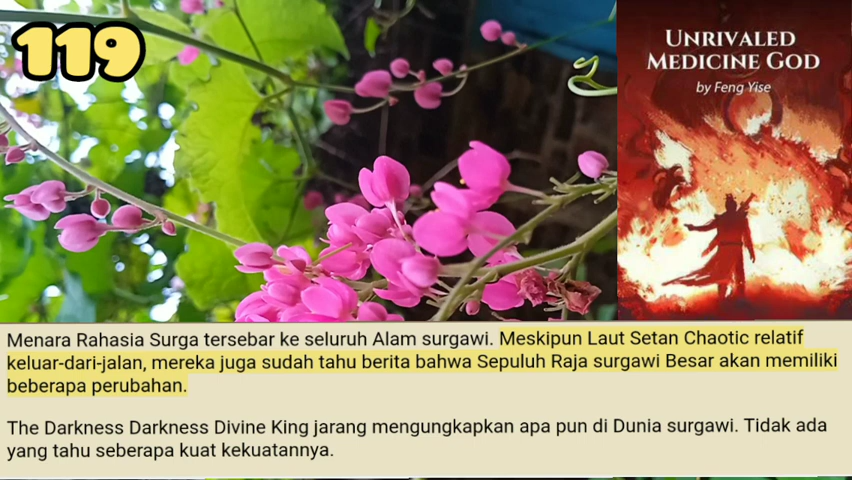 119
UNRIVALED
MEDICINE GOD
by Feng Yise
Menara Rahasia Surga tersebar ke seluruh Alam surgawi. Meskipun Laut Setan Chaotic relatif
keluar-dari-jalan, mereka juga sudah tahu berita bahwa Sepuluh Raja surgawi Besar akan memiliki
beberapa perubahan.
The Darkness Darkness Divine King jarang mengungkapkan apa pun di Dunia surgawi. Tidak ada
yang tahu seberapa kuat kekuatannya.